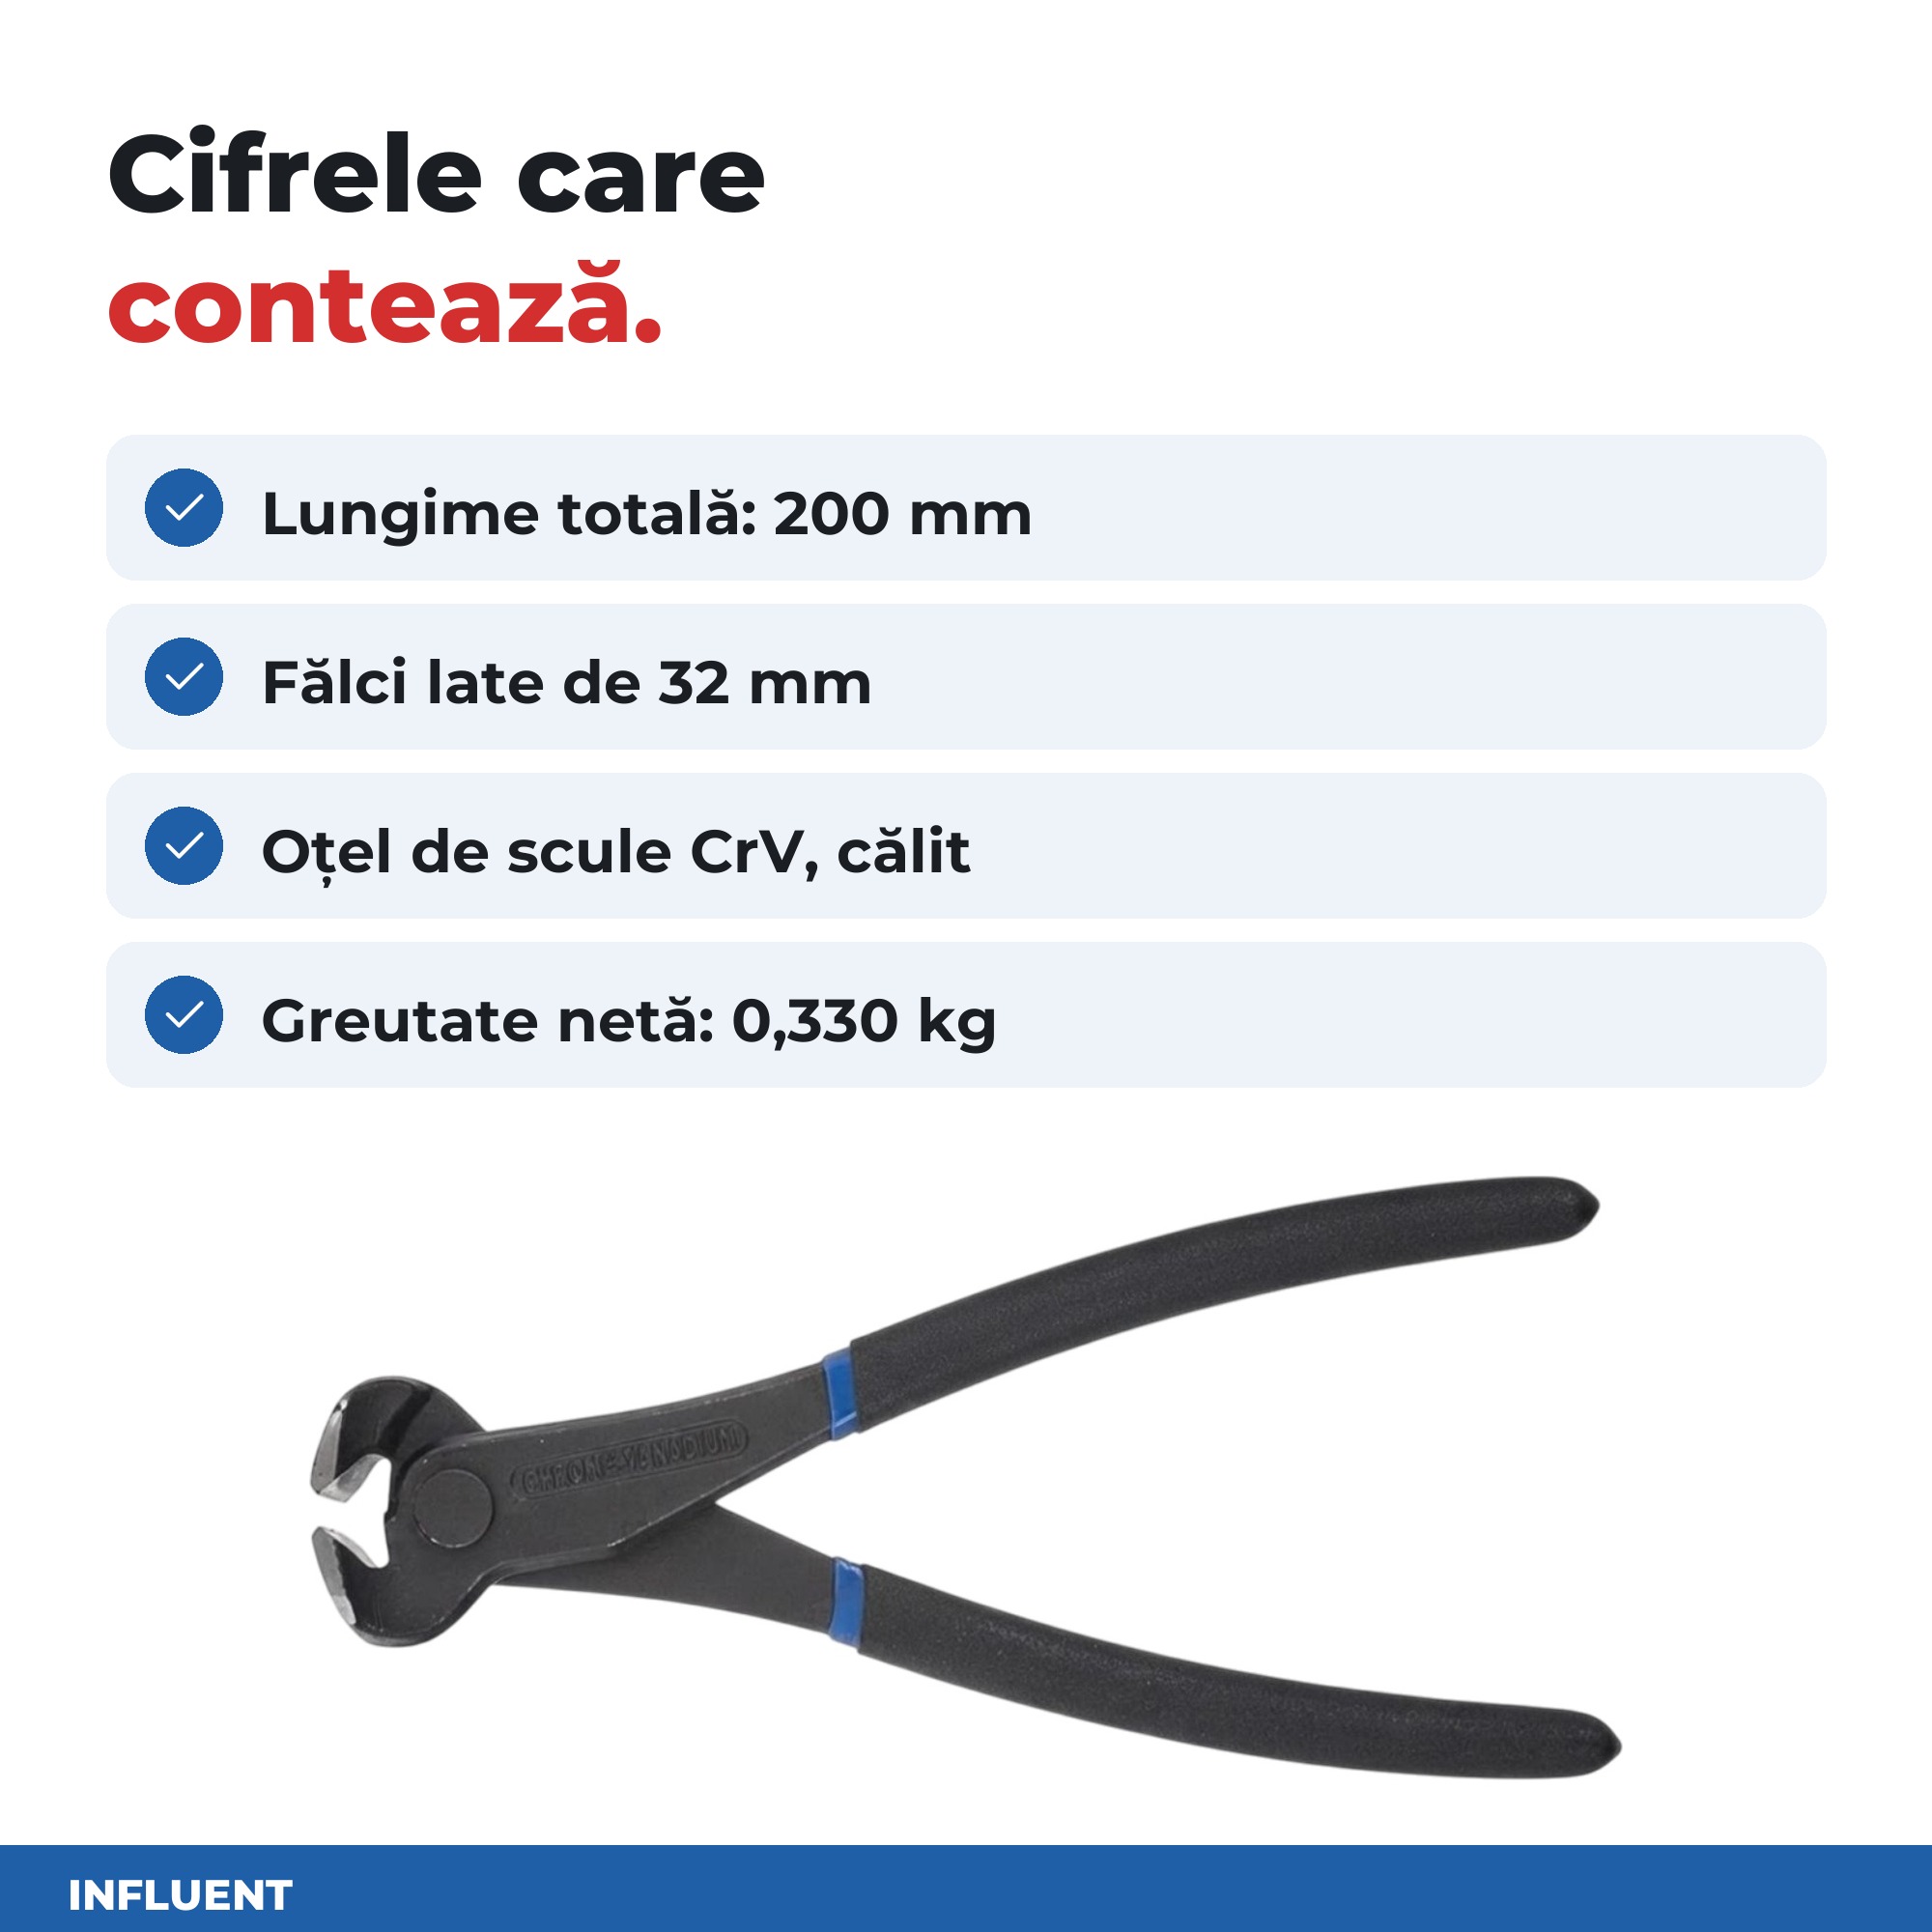 Cifrele care
contează.
Lungime totală: 200 mm
Fălci late de 32 mm
Oțel de scule CrV, călit
Greutate netă: 0,330 kg
INFLUENT